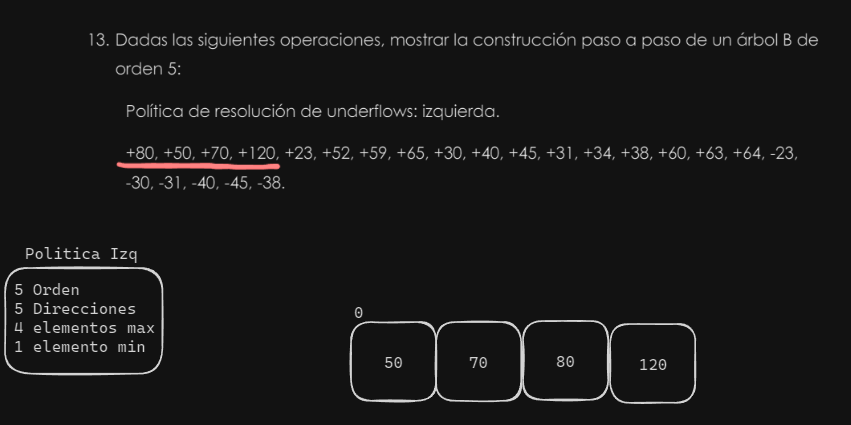 13. Dadas las siguientes operaciones, mostrar la construcción paso a paso de un árbol B de
orden 5:
Política de resolución de underflows: izquierda.
+80, +50, +70, +120, +23, +52, +59, +65, +30, +40, +45, +31, +34, +38, +60, +63, +64, -23,
-30, -31, -40, -45, -38.
Politica Izq
5 Orden
5 Direcciones
4 elementos max
1 elemento min
0
50 70 80 120